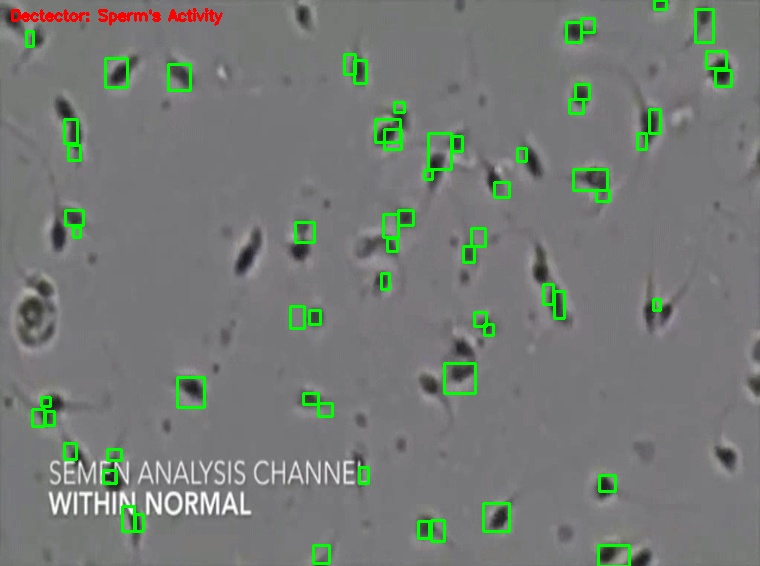 Dectector: Sperm's Activity
SEMEN ANALYSIS CHANNEL
WITHIN NORMAL